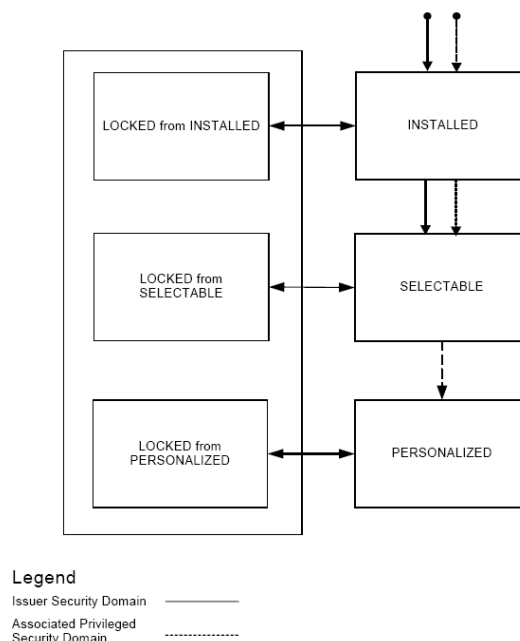 LOCKED from INSTALLED
INSTALLED
LOCKED from
SELECTABLE
SELECTABLE
LOCKED from
PERSONALIZED
PERSONALIZED
Legend
Issuer Security Domain
Associated Privileged
Security Domain